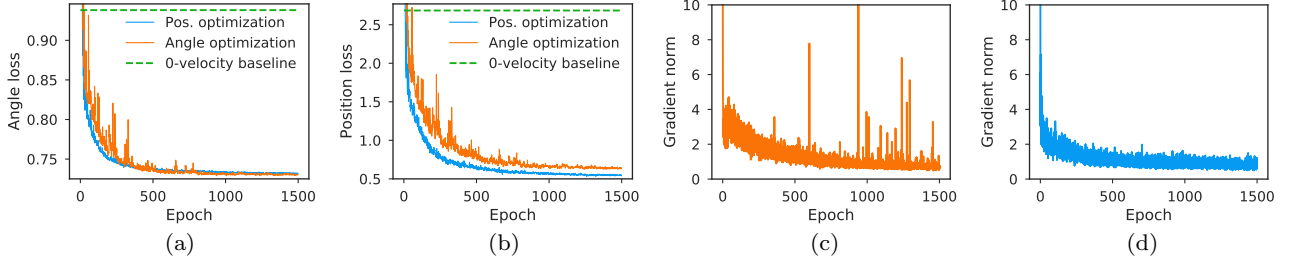 Angle loss
0.90
0.85
0.80
0.75
0
500
1000
1500
Epoch
Pos. optimization
Angle optimization
0-velocity baseline
(a)
Position loss
2.5
2.0
1.5
1.0
0.5
0
500
1000
1500
Epoch
Pos. optimization
Angle optimization
0-velocity baseline
(b)
Gradient norm
10
8
6
4
2
0
0
500
1000
1500
Epoch
(c)
Gradient norm
10
8
6
4
2
0
0
500
1000
1500
Epoch
(d)